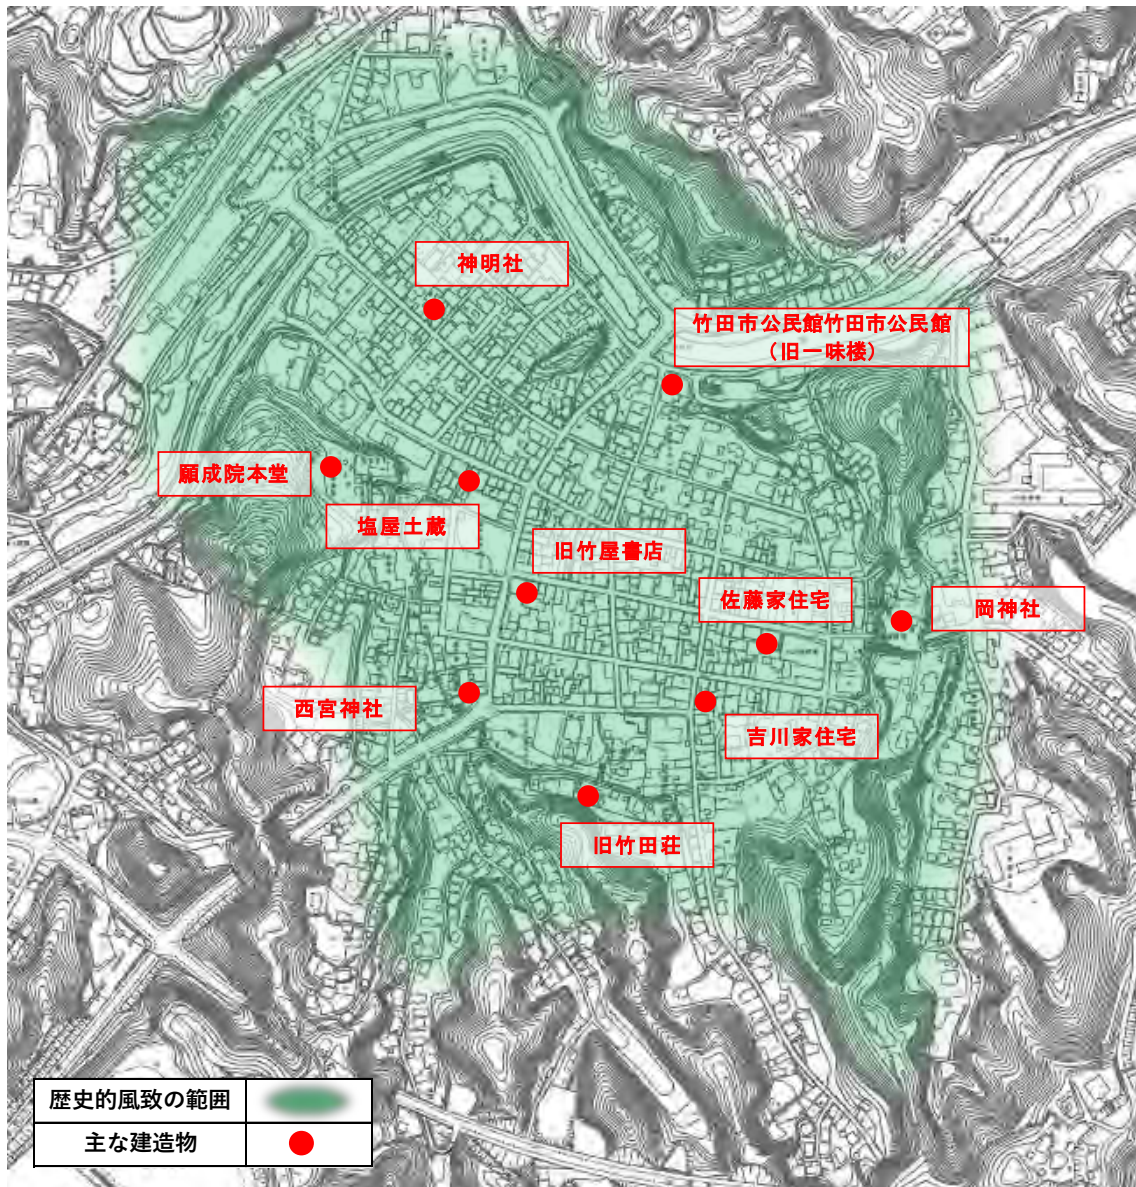 神明社
竹田市公民館竹田市公民館
（旧一味楼）
願成院本堂
塩屋土蔵
旧竹屋書店
佐藤家住宅
岡神社
西宮神社
吉川家住宅
旧竹田荘
歴史的風致の範囲
主な建造物